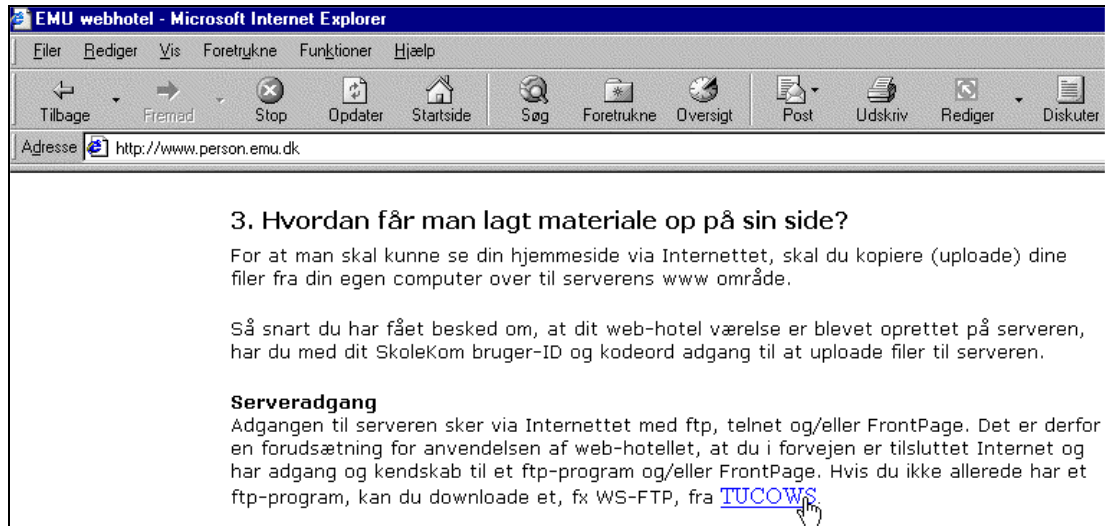 EMU webhotel - Microsoft Internet Explorer
Filer Rediger Vis Foretrukne Funktioner Hjælp
Tilbage Fremad Stop Opdater Startside Søg Foretrukne Oversigt Post Udskriv Rediger Diskuter
Adresse http://www.person.emu.dk
3. Hvordan får man lagt materiale op på sin side?
For at man skal kunne se din hjemmeside via Internettet, skal du kopiere (uploade) dine
filer fra din egen computer over til serverens www område.
Så snart du har fået besked om, at dit web-hotel værelse er blevet oprettet på serveren,
har du med dit SkoleKom bruger-ID og kodeord adgang til at uploade filer til serveren.
Serveradgang
Adgangen til serveren sker via Internettet med ftp, telnet og/eller FrontPage. Det er derfor
en forudsætning for anvendelsen af web-hotellet, at du i forvejen er tilsluttet Internet og
har adgang og kendskab til et ftp-program og/eller FrontPage. Hvis du ikke allerede har et
ftp-program, kan du downloade et, fx WS-FTP, fra TUCOWS.